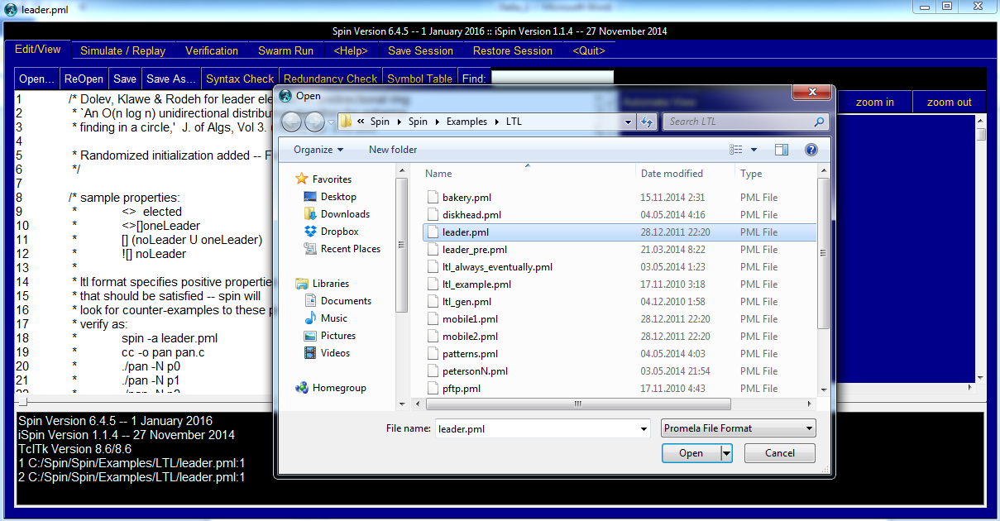 leader.pml
Spin Version 6.4.5 -- 1 January 2016 :: iSpin Version 1.1.4 -- 27 November 2014
Edit/View Simulate / Replay Verification Swarm Run <Help> Save Session Restore Session <Quit>
Open... ReOpen Save Save As... Syntax Check Redundancy Check Symbol Table Find:
Automata View zoom in zoom out
1 /* Dolev, Klawe & Rodeh for leader
2 * `An O(n log n) unidirectional
3 * finding in a circle,' J. of Algs, Vol 3.
4
5 * Randomized initialization added --
6 */
7
8 /* sample properties:
9 * <> elected
10 * <>[]oneLeader
11 * [] (noLeader U oneLeader)
12 * ![] noLeader
13 *
14 * ltl format specifies positive
15 * that should be satisfied -- spin will
16 * look for counter-examples to these
17 * verify as:
18 * spin -a leader.pml
19 * cc -o pan pan.c
20 * ./pan -N p0
21 * ./pan -N p1
22 * ./pan -N p2
Spin Version 6.4.5 -- 1 January 2016
iSpin Version 1.1.4 -- 27 November 2014
TclTk Version 8.6/8.6
1 C:/Spin/Spin/Examples/LTL/leader.pml:1
2 C:/Spin/Spin/Examples/LTL/leader.pml:1
Open
« Spin Spin Examples LTL Search LTL
Organize New folder
Favorites
Desktop
Downloads
Dropbox
Recent Places
Libraries
Documents
Music
Pictures
Videos
Homegroup
Name Date modified Type
bakery.pml 15.11.2014 2:31 PML File
diskhead.pml 04.05.2014 4:16 PML File
leader.pml 28.12.2011 22:20 PML File
leader_pre.pml 21.03.2014 8:22 PML File
ltl_always_eventually.pml 03.05.2014 1:23 PML File
ltl_example.pml 17.11.2010 3:18 PML File
ltl_gen.pml 04.12.2010 1:58 PML File
mobile1.pml 28.12.2011 22:20 PML File
mobile2.pml 28.12.2011 22:20 PML File
patterns.pml 04.05.2014 4:03 PML File
petersonN.pml 03.05.2014 21:54 PML File
pftp.pml 17.11.2010 4:43 PML File
File name: leader.pml Promela File Format
Open Cancel